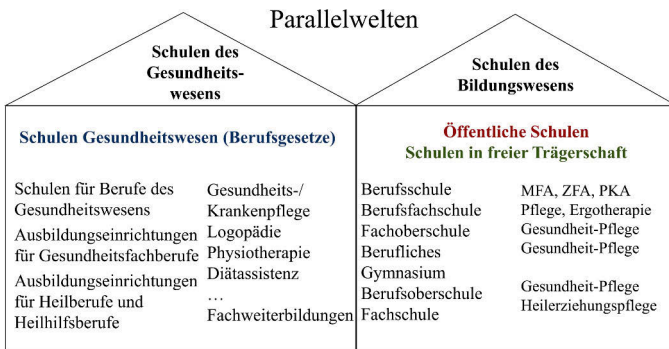 Parallelwelten
Schulen des
Gesundheits-
wesens
Schulen des
Bildungswesens
Schulen Gesundheitswesen (Berufsgesetze)
Schulen für Berufe des
Gesundheitswesens
Ausbildungseinrichtungen
für Gesundheitsfachberufe
Ausbildungseinrichtungen
für Heilberufe und
Heilhilfsberufe
Gesundheits-/
Krankenpflege
Logopädie
Physiotherapie
Diätassistenz
…
Fachweiterbildungen
Öffentliche Schulen
Schulen in freier Trägerschaft
Berufsschule
Berufsfachschule
Fachoberschule
Berufliches
Gymnasium
Berufsoberschule
Fachschule
MFA, ZFA, PKA
Pflege, Ergotherapie
Gesundheit-Pflege
Gesundheit-Pflege
Gesundheit-Pflege
Heilerziehungspflege